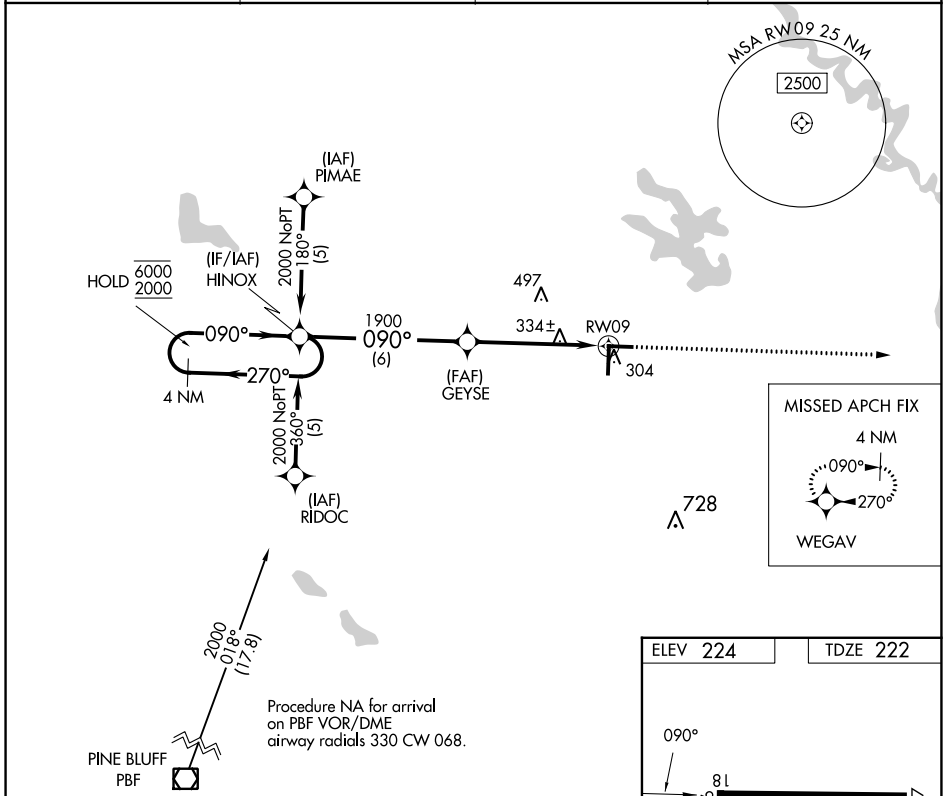 MSA RW09 25 NM
2500
(IAF)
PIMAE
2000 NoPT
180°
(5)
(IF/IAF)
HINOX
HOLD 6000
2000
090°
270°
4 NM
1900
090°
(6)
(FAF)
GEYSE
497
334±
RW09
304
2000 NoPT
360°
(5)
(IAF)
RIDOC
728
MISSED APCH FIX
4 NM
090°
270°
WEGAV
2000
018°
(17.8)
Procedure NA for arrival
on PBF VOR/DME
airway radials 330 CW 068.
PINE BLUFF
PBF
ELEV 224
TDZE 222
090°
18